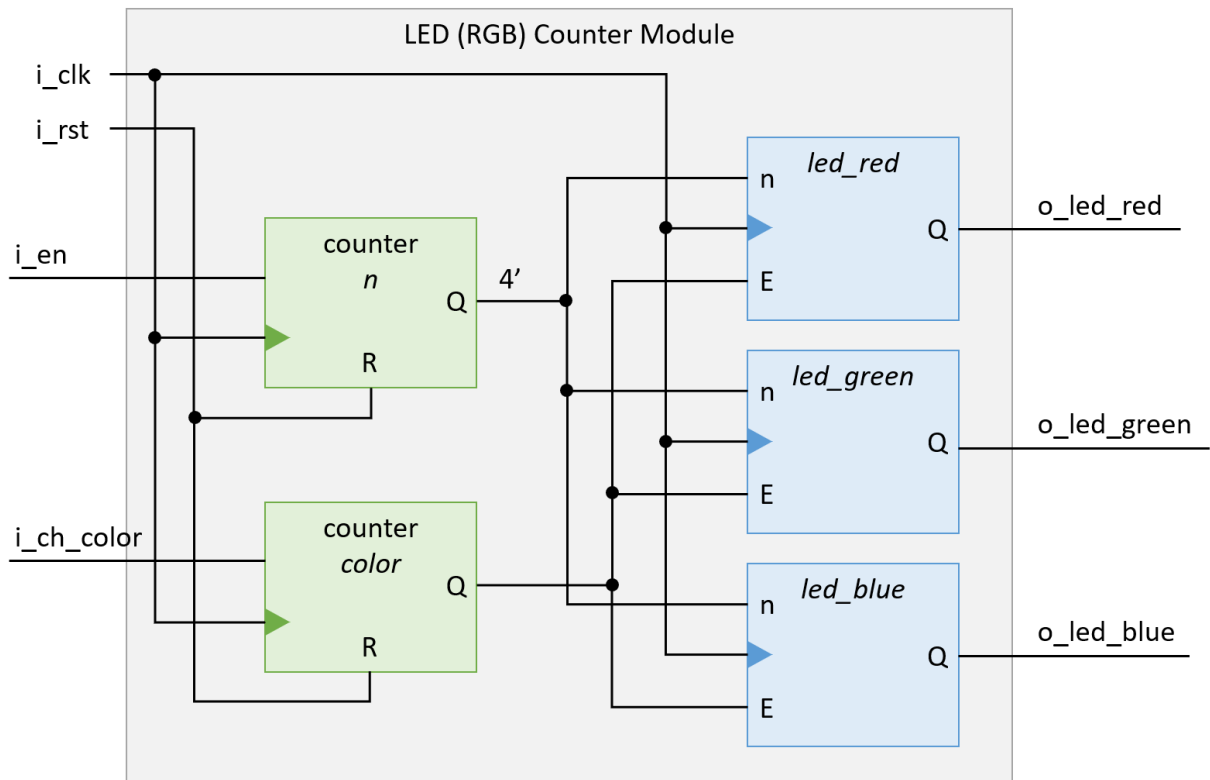 LED (RGB) Counter Module
i_clk
i_rst
i_en
counter
n
Q
R
4’
i_ch_color
counter
color
Q
R
led_red
n
E
Q
o_led_red
led_green
n
E
Q
o_led_green
led_blue
n
E
Q
o_led_blue